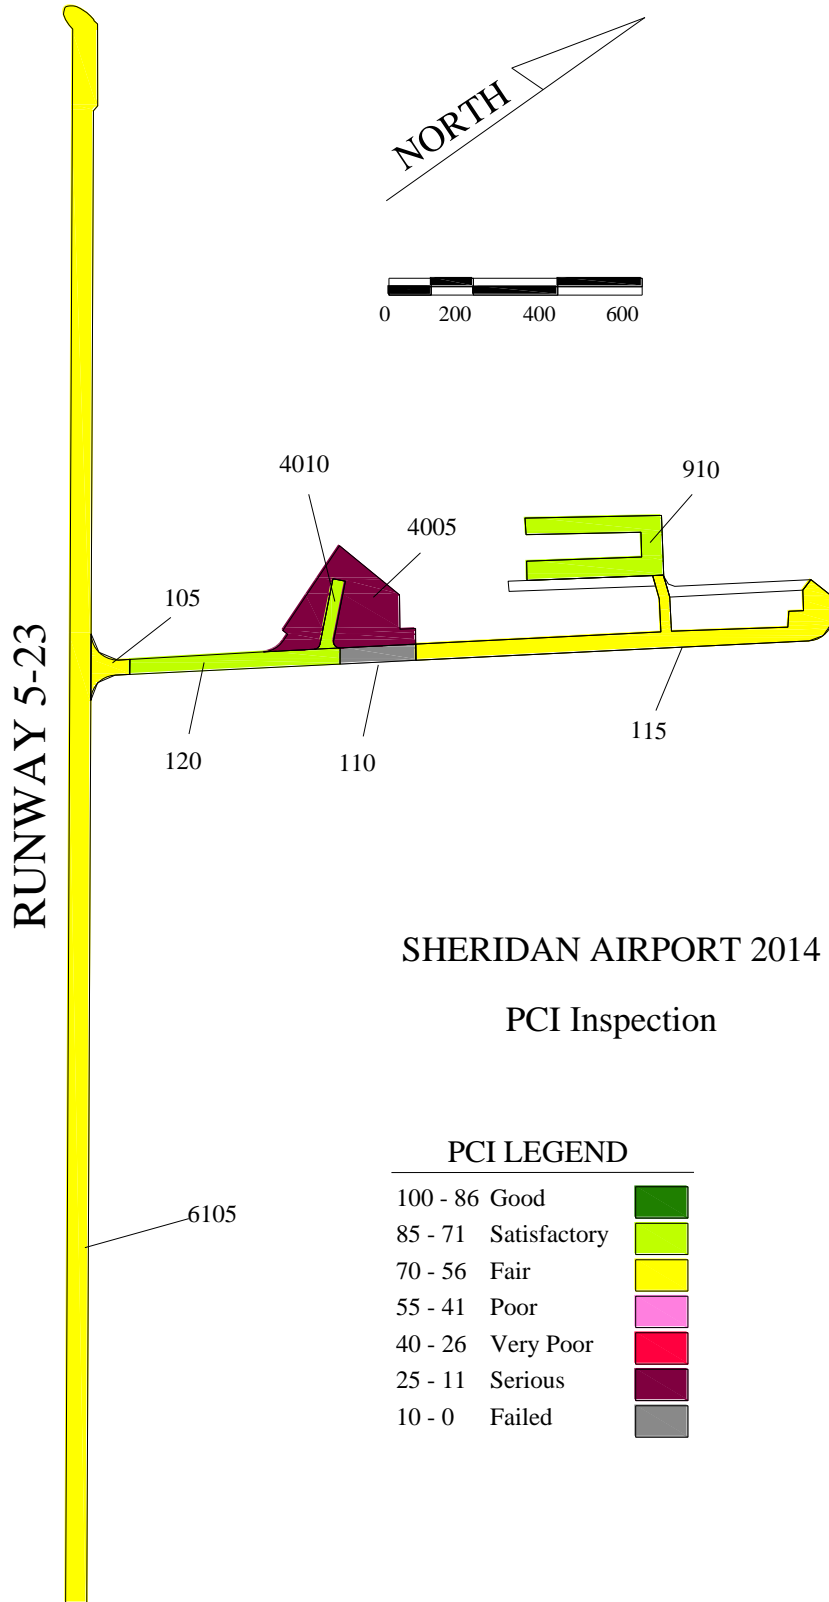 NORTH
0 200 400 600
4010
910
4005
105
RUNWAY 5-23
115
120
110
SHERIDAN AIRPORT 2014
PCI Inspection
PCI LEGEND
100 - 86 Good
85 - 71 Satisfactory
70 - 56 Fair
55 - 41 Poor
40 - 26 Very Poor
25 - 11 Serious
10 - 0 Failed
6105